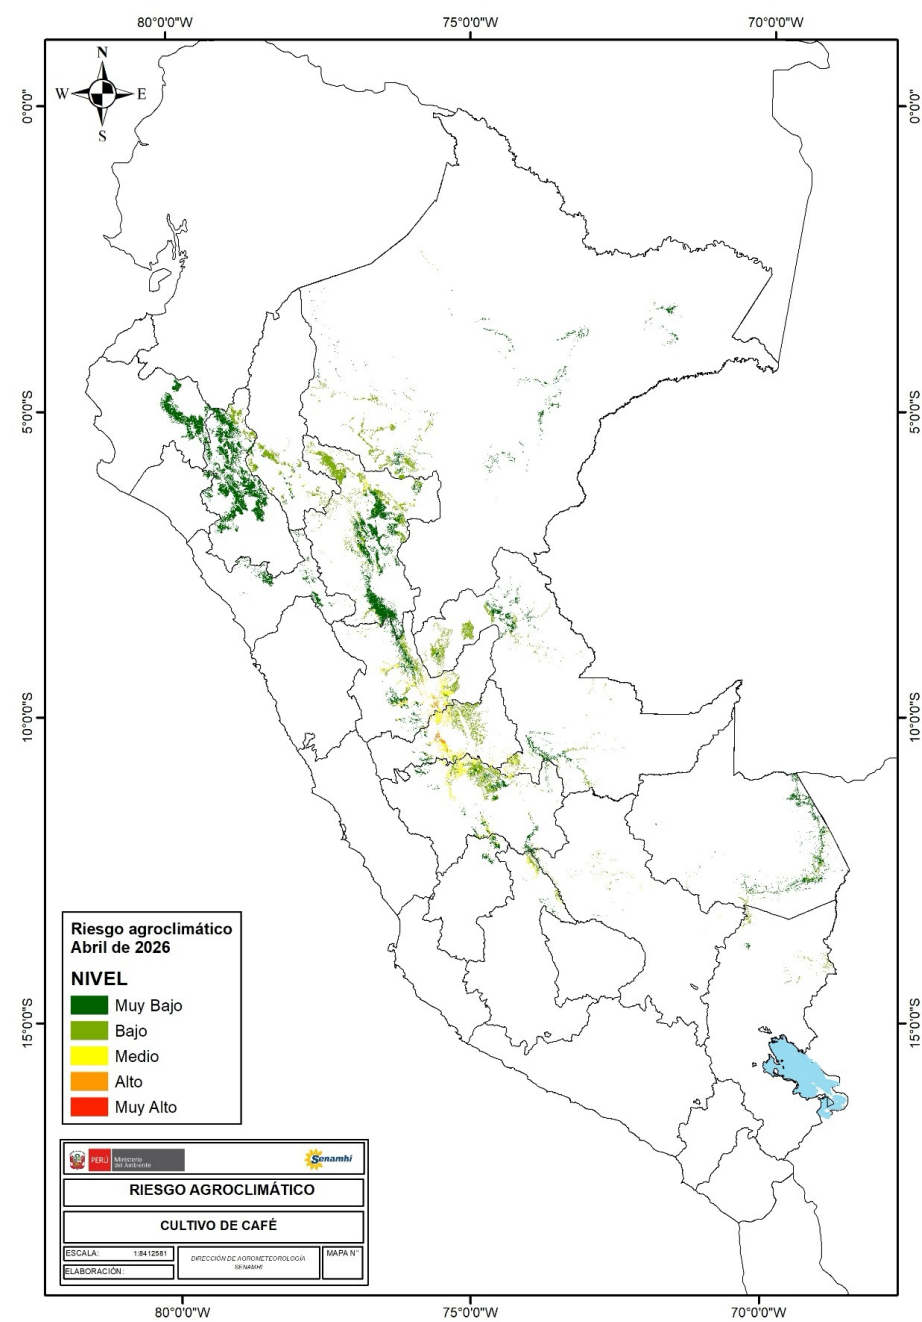 80°0'0"W
75°0'0"W
70°0'0"W
N
W
E
S
0°0'0"
0°0'0"
5°0'0"S
5°0'0"S
10°0'0"S
10°0'0"S
15°0'0"S
15°0'0"S
Riesgo agroclimático
Abril de 2026
NIVEL
Muy Bajo
Bajo
Medio
Alto
Muy Alto
PERÚ
Ministerio
del Ambiente
Senamhi
RIESGO AGROCLIMÁTICO
CULTIVO DE CAFÉ
ESCALA: 1:8412581
DIRECCIÓN DE AGROMETEOROLOGÍA
SENAMHI
MAPA N°
ELABORACIÓN:
80°0'0"W
75°0'0"W
70°0'0"W